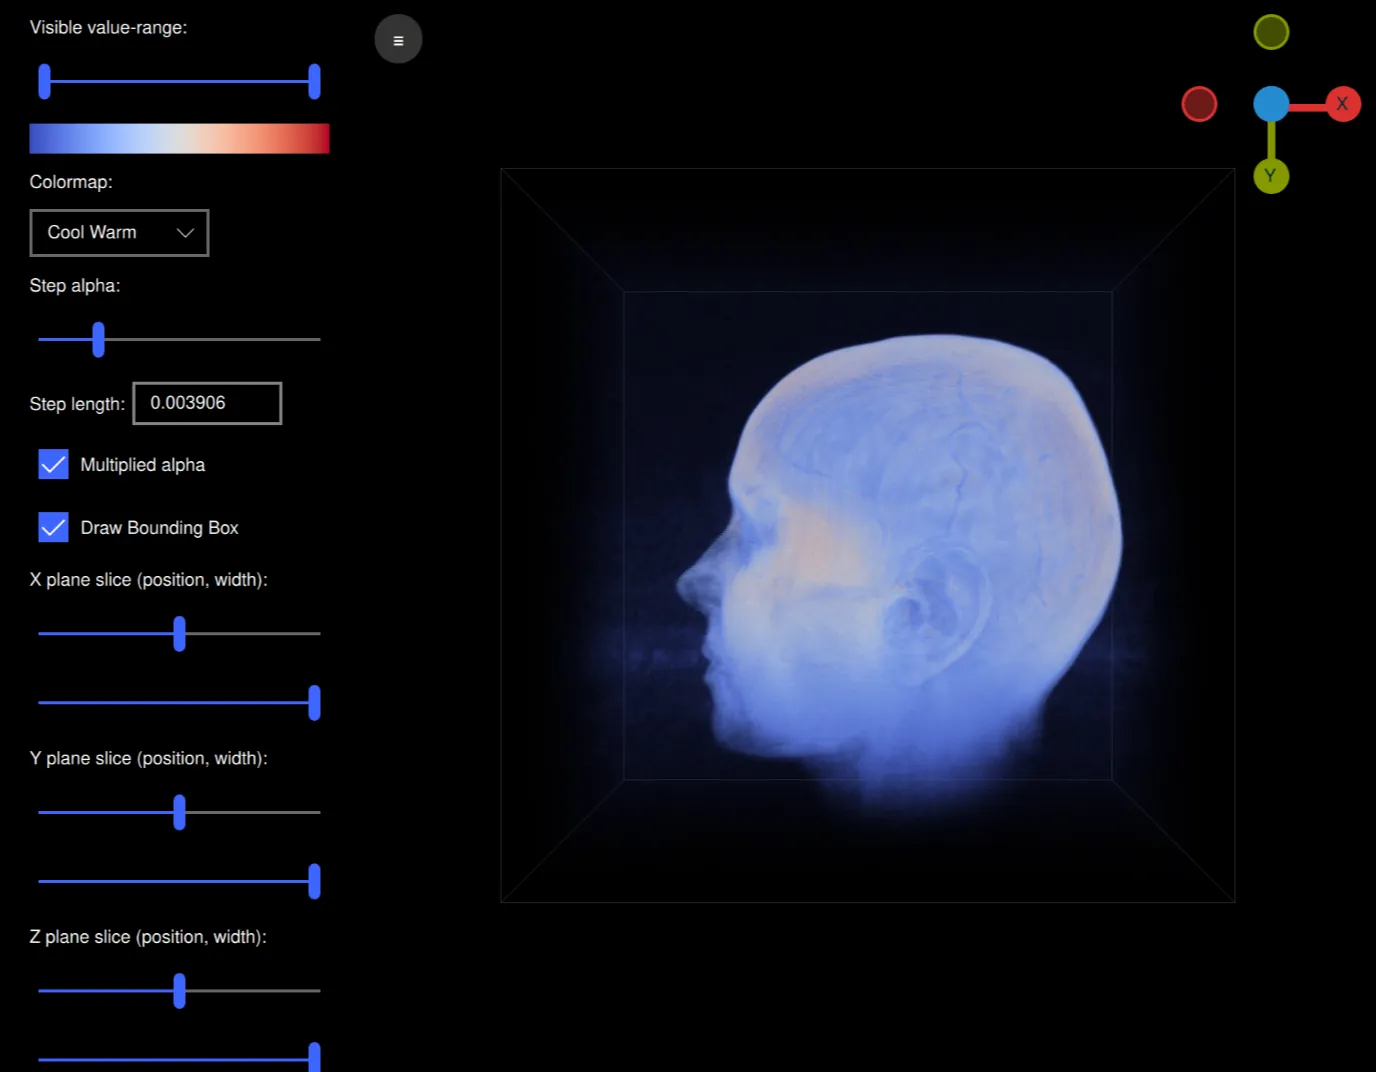 Visible value-range:
Colormap:
Cool Warm
Step alpha:
Step length: 0.003906
Multiplied alpha
Draw Bounding Box
X plane slice (position, width):
Y plane slice (position, width):
Z plane slice (position, width):
X
Y